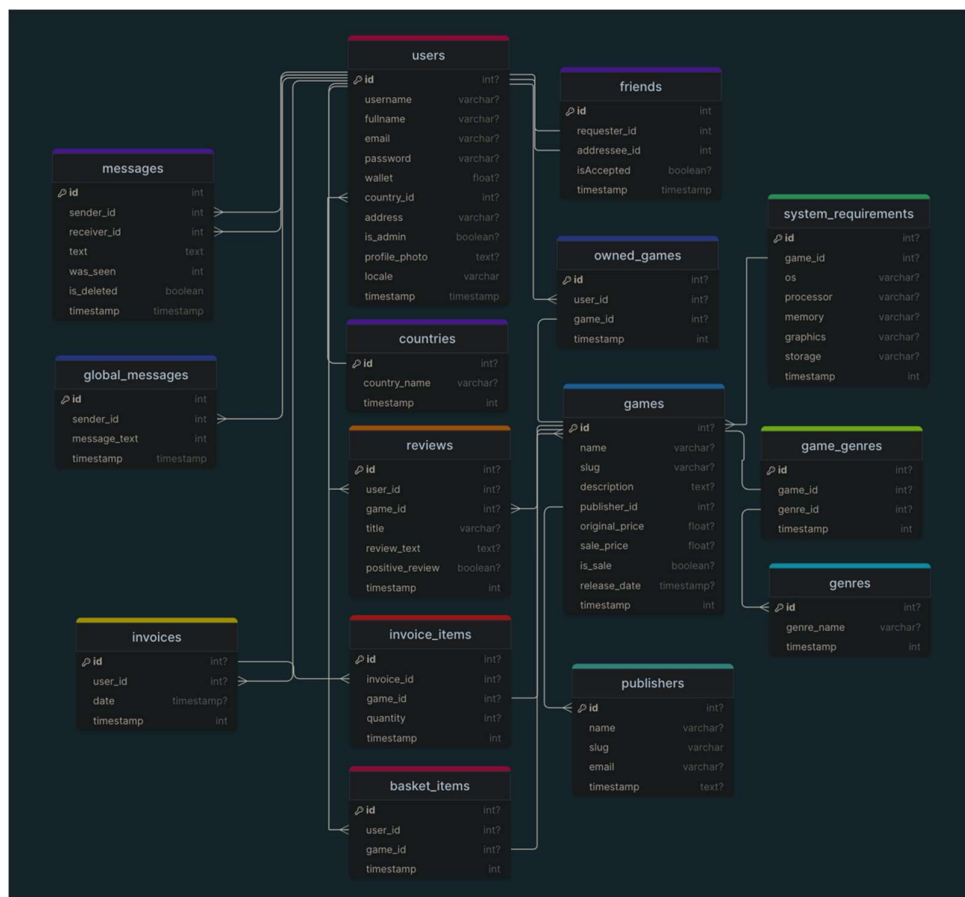 users
id int?
username varchar?
fullname varchar?
email varchar?
password varchar?
wallet float?
country_id int?
address varchar?
is_admin boolean?
profile_photo text?
locale varchar
timestamp timestamp
friends
id int
requester_id int
addressee_id int
isAccepted boolean?
timestamp timestamp
messages
id int
sender_id int
receiver_id int
text text
was_seen int
is_deleted boolean
timestamp timestamp
system_requirements
id int?
game_id int?
os varchar?
processor varchar?
memory varchar?
graphics varchar?
storage varchar?
timestamp int
owned_games
id int?
user_id int?
game_id int?
timestamp int
countries
id int?
country_name varchar?
timestamp int
global_messages
id int
sender_id int
message_text int
timestamp timestamp
games
id int?
name varchar?
slug varchar?
description text?
publisher_id int?
original_price float?
sale_price float?
is_sale boolean?
release_date timestamp?
timestamp int
reviews
id int?
user_id int?
game_id int?
title varchar?
review_text text?
positive_review boolean?
timestamp int
game_genres
id int?
game_id int?
genre_id int?
timestamp int
genres
id int?
genre_name varchar?
timestamp int
invoices
id int?
user_id int?
date timestamp?
timestamp int
invoice_items
id int?
invoice_id int?
game_id int?
quantity int?
timestamp int
publishers
id int?
name varchar?
slug varchar
email varchar?
timestamp text?
basket_items
id int?
user_id int?
game_id int?
timestamp int